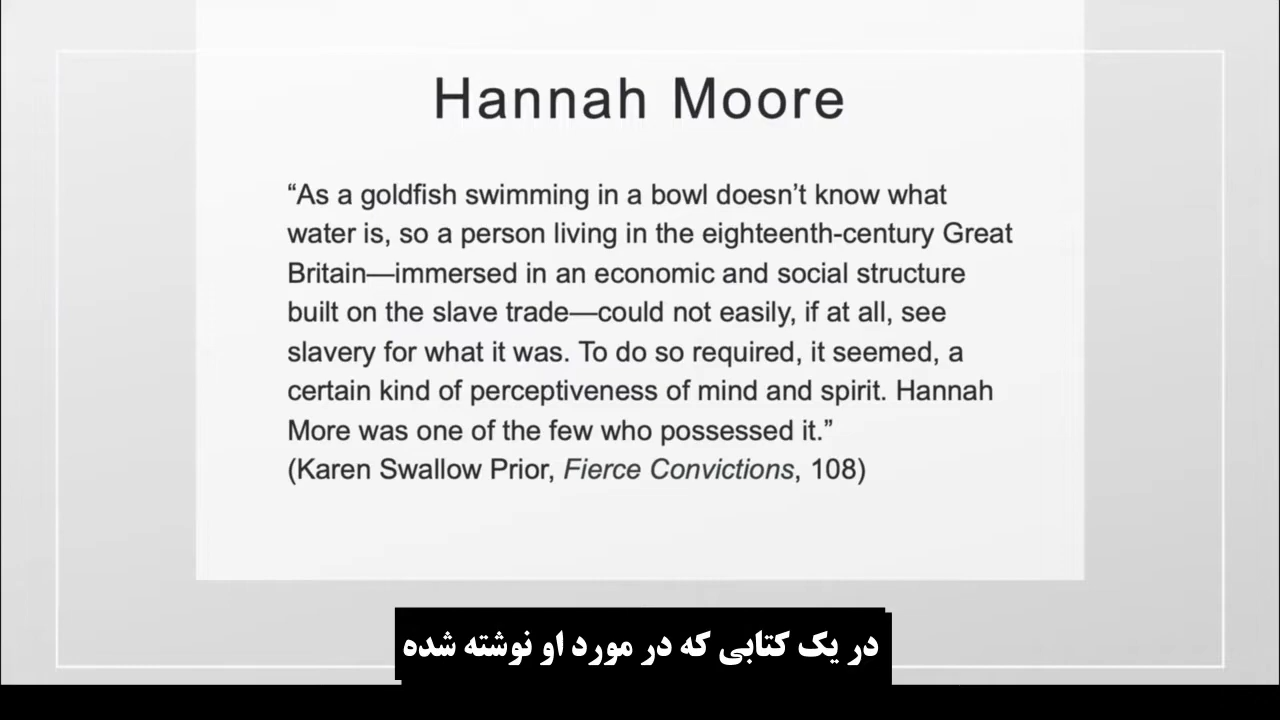 Hannah Moore
“As a goldfish swimming in a bowl doesn’t know what
water is, so a person living in the eighteenth-century Great
Britain—immersed in an economic and social structure
built on the slave trade—could not easily, if at all, see
slavery for what it was. To do so required, it seemed, a
certain kind of perceptiveness of mind and spirit. Hannah
More was one of the few who possessed it.”
(Karen Swallow Prior, Fierce Convictions, 108)
در یک کتابی که در مورد او نوشته شده